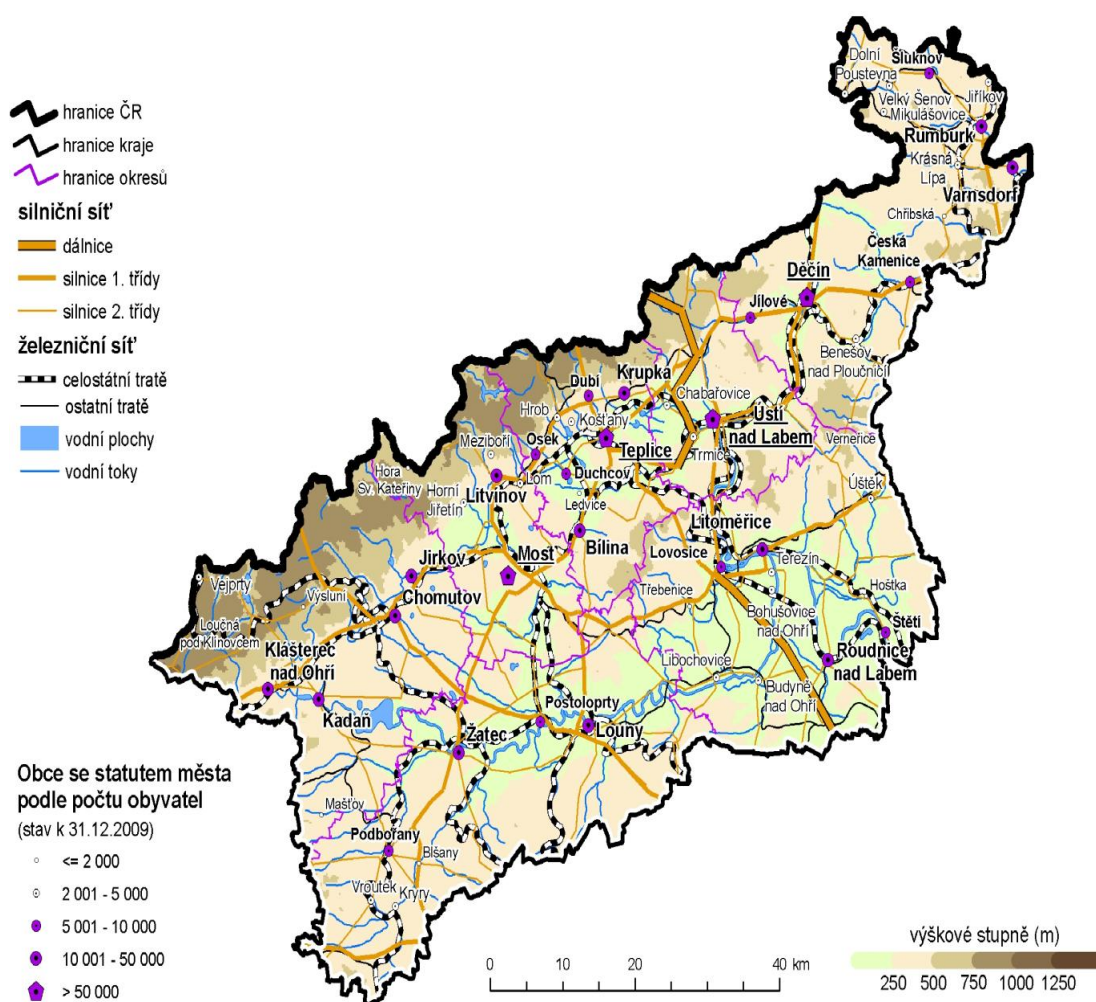 hranice ČR
hranice kraje
hranice okresů
silniční síť
dálnice
silnice 1. třídy
silnice 2. třídy
železniční síť
celostátní tratě
ostatní tratě
vodní plochy
vodní toky
Dolní
Poustevna
Šluknov
Velký Šenov
Jiříkov
Mikulášovice
Rumburk
Krásná
Lípa
Varnsdorf
Chřibská
Česká
Kamenice
Děčín
Jílové
Benešov
nad Ploučnicí
Dubí
Krupka
Chabařovice
Hrob
Košťany
Ústí
nad Labem
Meziboří
Osek
Teplice
Trmice
Verneřice
Hora
Sv. Kateřiny
Horní
Jiřetín
Litvínov
Lom
Duchcov
Ledvice
Úštěk
Litoměřice
Jirkov
Most
Bílina
Lovosice
Terezín
Vejprty
Výsluní
Chomutov
Třebenice
Hoštka
Bohušovice
nad Ohří
Štětí
Loučná
pod Klínovcem
Klášterec
nad Ohří
Roudnice
nad Labem
Libochovice
Budyně
nad Ohří
Kadaň
Postoloprty
Žatec
Louny
Mašťov
Podbořany
Blšany
Vroutek
Kryry
Obce se statutem města
podle počtu obyvatel
(stav k 31.12.2009)
<= 2 000
2 001 - 5 000
5 001 - 10 000
10 001 - 50 000
> 50 000
0 10 20 40 km
výškové stupně (m)
250 500 750 1000 1250